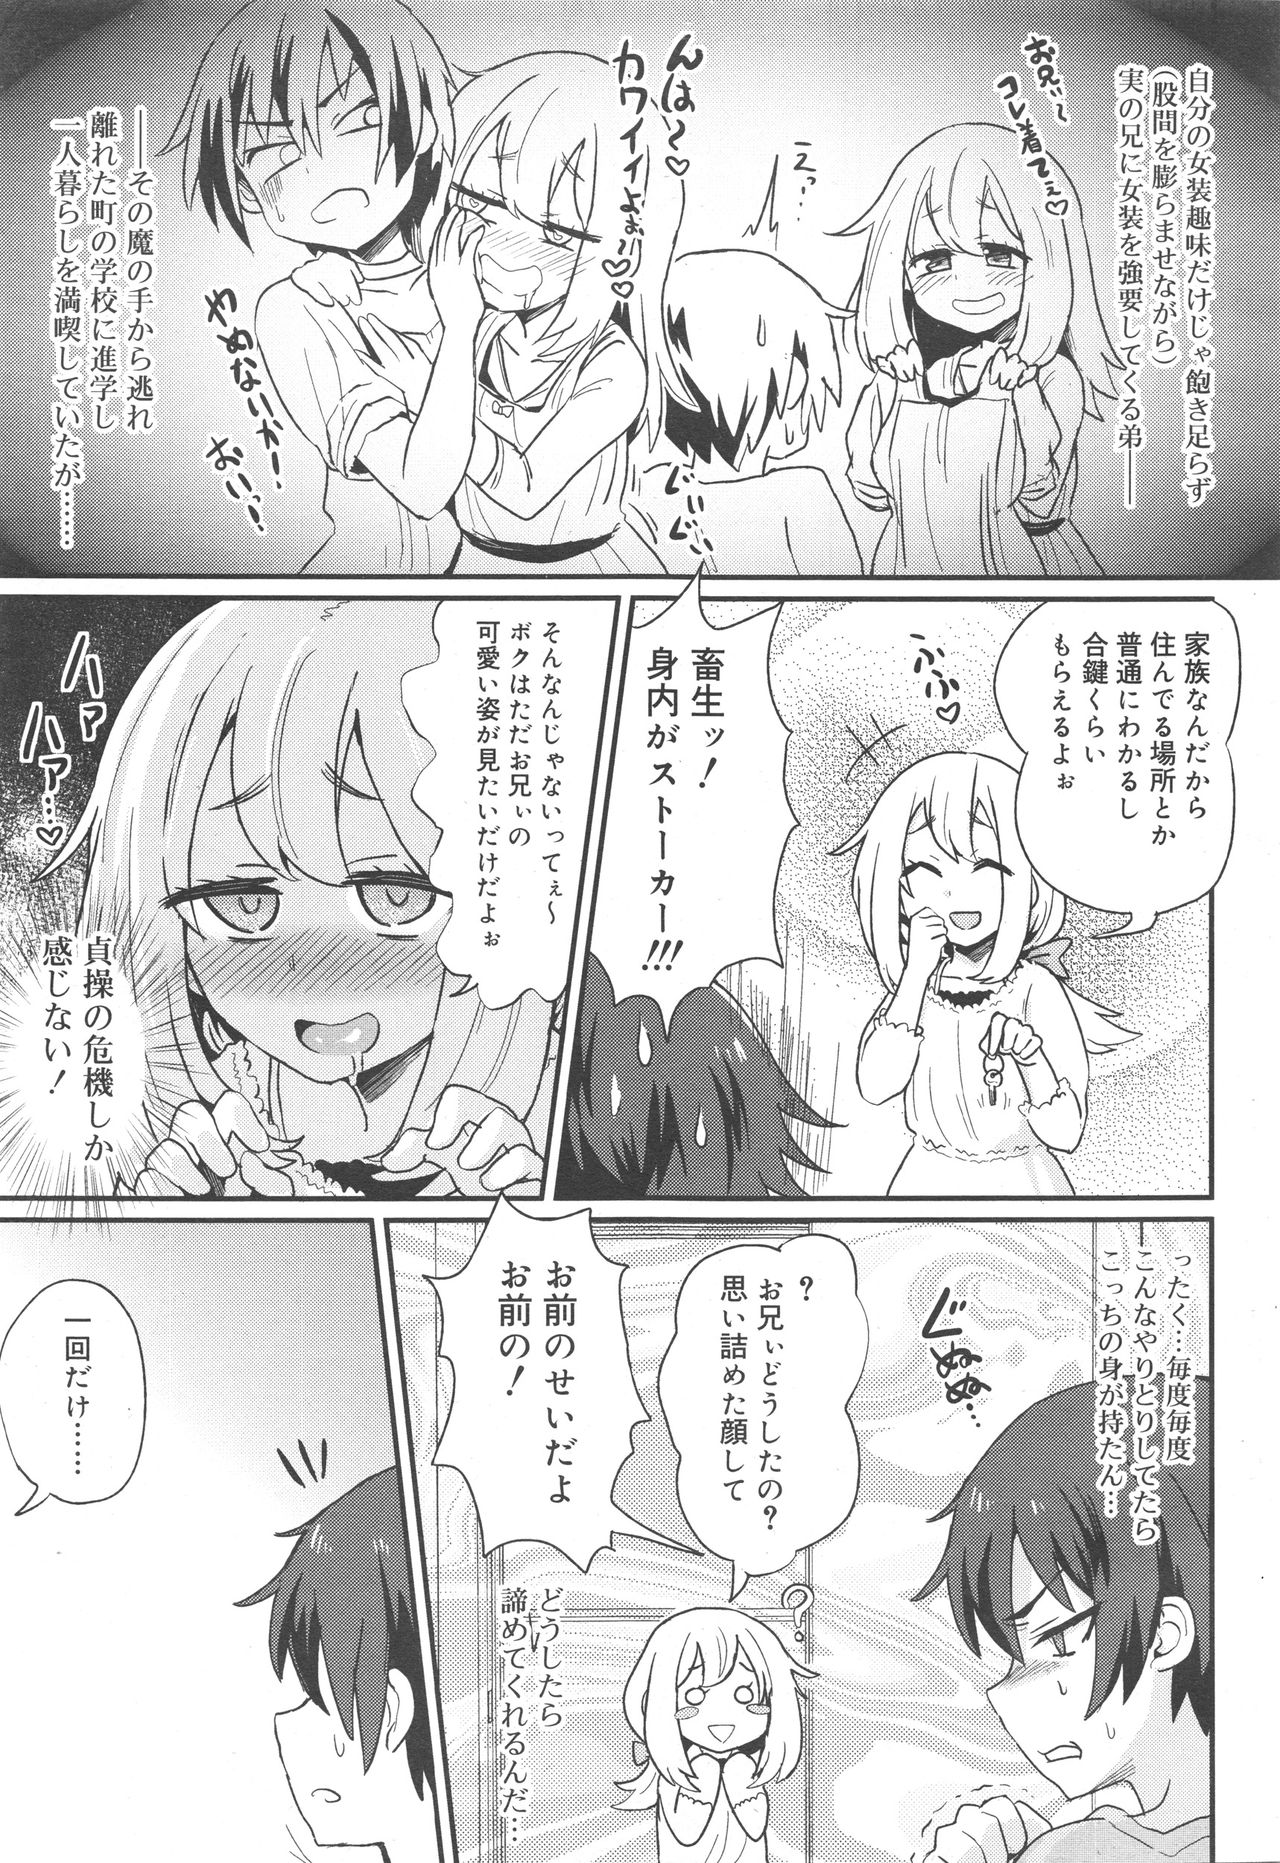 自分の女装趣味だけじゃ飽き足らず
(股間を膨らませながら)
実の兄に女装を強要してくる弟――
お兄ぃ〜
コレ着てぇ♡
えっ…
ぐいぐい
んは〜♡
カワイイよぉ〜♡♡
やめないかー!
おいっ!
――その魔の手から逃れ
離れた町の学校に進学し
一人暮らしを満喫していたが……
家族なんだから
住んでる場所とか
普通にわかるし
合鍵くらい
もらえるよぉ
ふふ♡
畜生ッ!
身内がストーカー!!!
そんなんじゃないってぇ〜
ボクはただお兄ぃの
可愛い姿が見たいだけだよぉ
ハァ
ハァ…♡
貞操の危機しか
感じない!
ったく…毎度毎度
こんなやりとりしてたら
こっちの身が持たん…
ぐぬぬぬ…
?
お兄ぃどうしたの?
思い詰めた顔して
?
お前のせいだよ
お前の!
どうしたら
諦めてくれるんだ…
一回だけ……